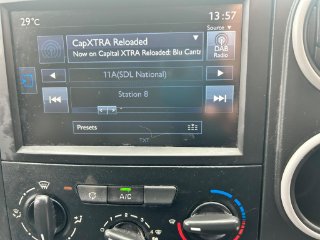 29°C
13:57
Source
CapXTRA Reloaded
Now on Capital XTRA Reloaded: Blu Cantr
DAB
Radio
11A(SDL National)
Station 8
Presets
TXT
A/C